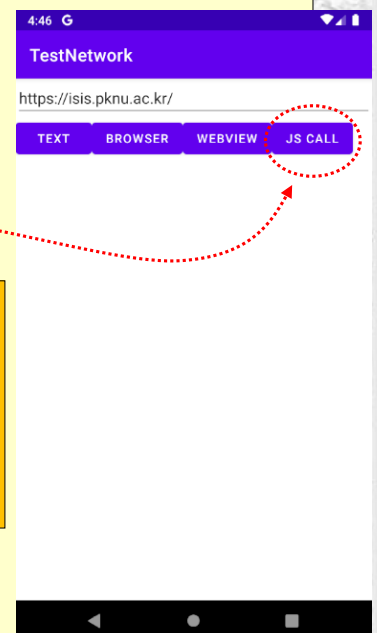 4:46 G
TestNetwork
https://isis.pknu.ac.kr/
TEXT BROWSER WEBVIEW JS CALL